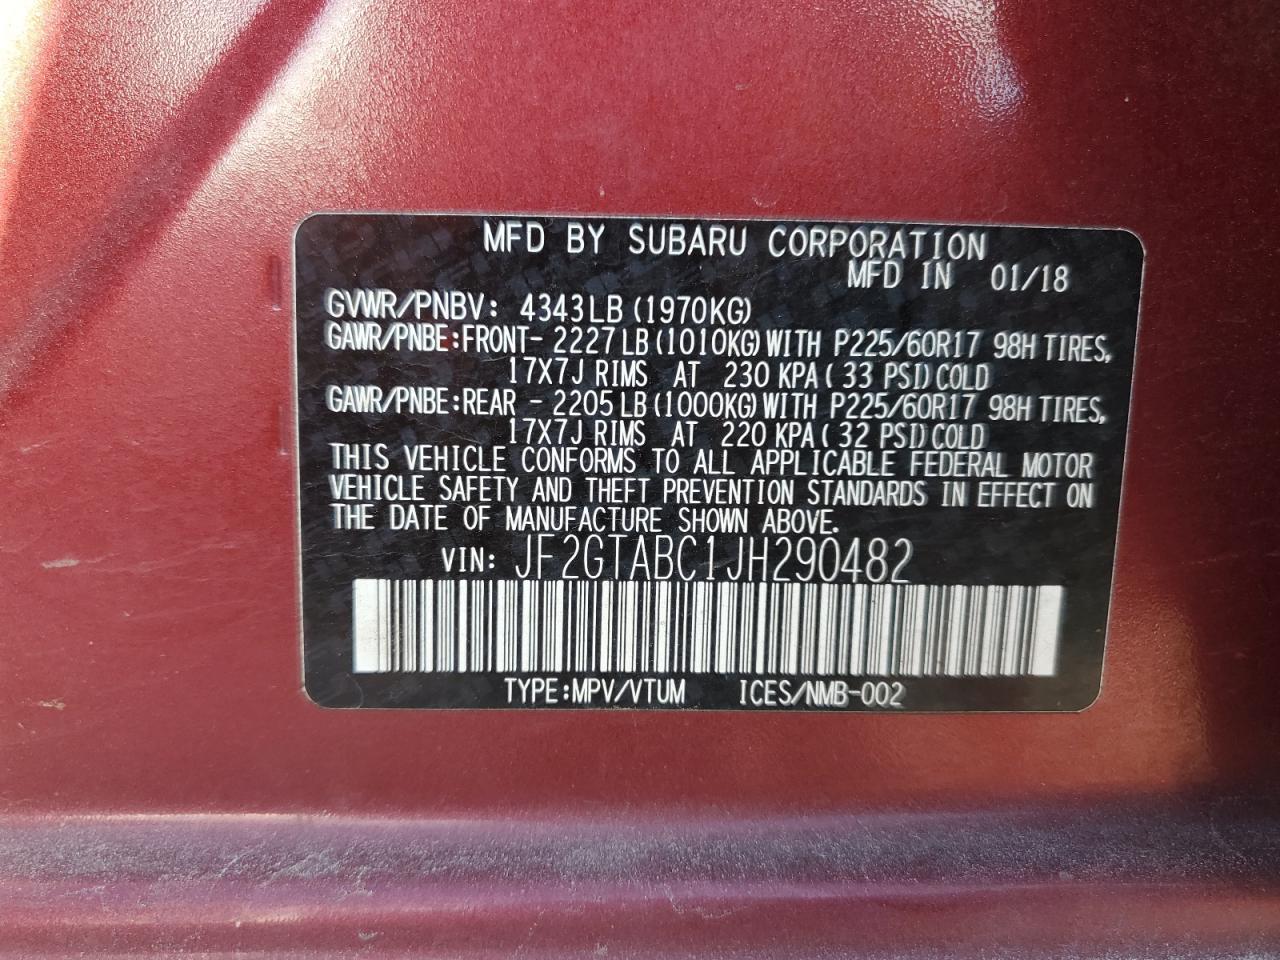 MFD BY SUBARU CORPORATION
MFD IN 01/18
GVWR/PNBV: 4343LB (1970KG)
GAWR/PNBE:FRONT- 2227LB (1010KG) WITH P225/60R17 98H TIRES,
17X7J RIMS AT 230 KPA ( 33 PSI) COLD
GAWR/PNBE:REAR - 2205LB (1000KG) WITH P225/60R17 98H TIRES,
17X7J RIMS AT 220 KPA ( 32 PSI) COLD
THIS VEHICLE CONFORMS TO ALL APPLICABLE FEDERAL MOTOR
VEHICLE SAFETY AND THEFT PREVENTION STANDARDS IN EFFECT ON
THE DATE OF MANUFACTURE SHOWN ABOVE.
VIN: JF2GTABC1JH290482
TYPE:MPV/VTUM ICES/NMB-002